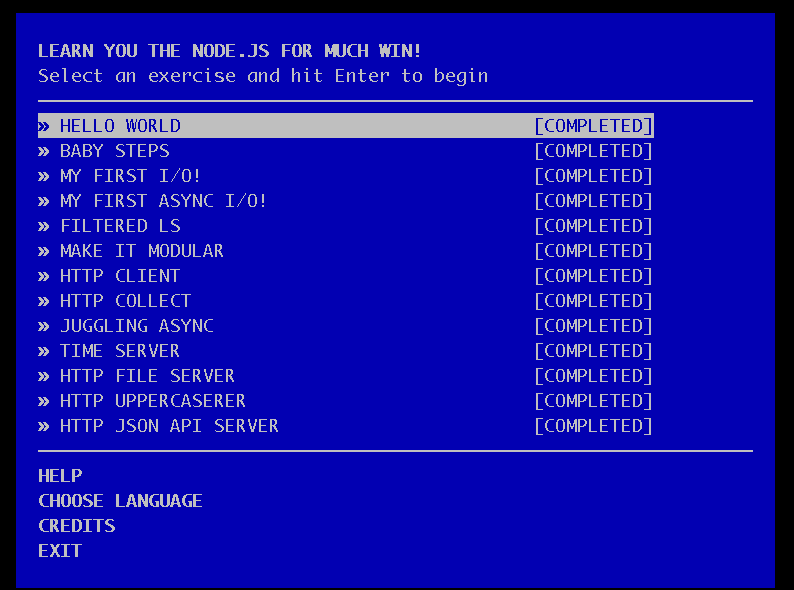 LEARN YOU THE NODE.JS FOR MUCH WIN!
Select an exercise and hit Enter to begin
» HELLO WORLD [COMPLETED]
» BABY STEPS [COMPLETED]
» MY FIRST I/O! [COMPLETED]
» MY FIRST ASYNC I/O! [COMPLETED]
» FILTERED LS [COMPLETED]
» MAKE IT MODULAR [COMPLETED]
» HTTP CLIENT [COMPLETED]
» HTTP COLLECT [COMPLETED]
» JUGGLING ASYNC [COMPLETED]
» TIME SERVER [COMPLETED]
» HTTP FILE SERVER [COMPLETED]
» HTTP UPPERCASERER [COMPLETED]
» HTTP JSON API SERVER [COMPLETED]
HELP
CHOOSE LANGUAGE
CREDITS
EXIT